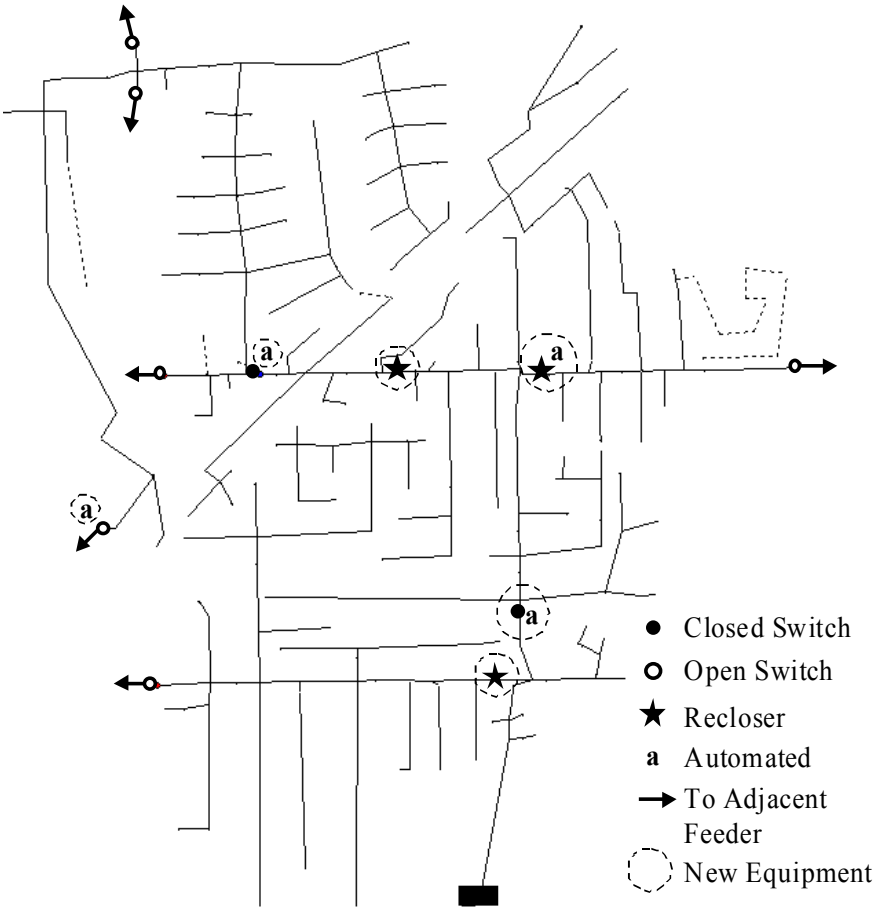 a
a
a
a
Closed Switch
Open Switch
Recloser
a Automated
To Adjacent
Feeder
New Equipment